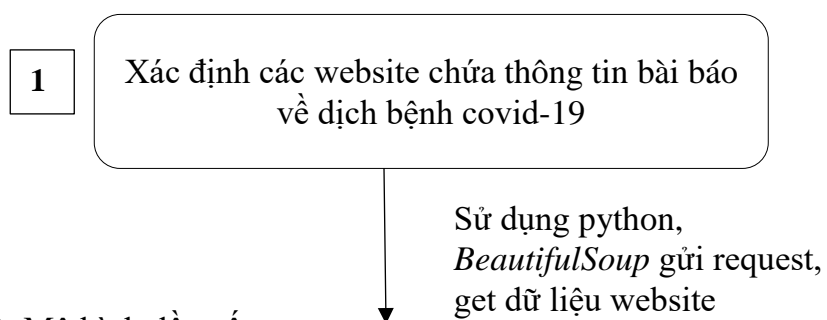 1
Xác định các website chứa thông tin bài báo
về dịch bệnh covid-19
Sử dụng python,
BeautifulSoup gửi request,
get dữ liệu website